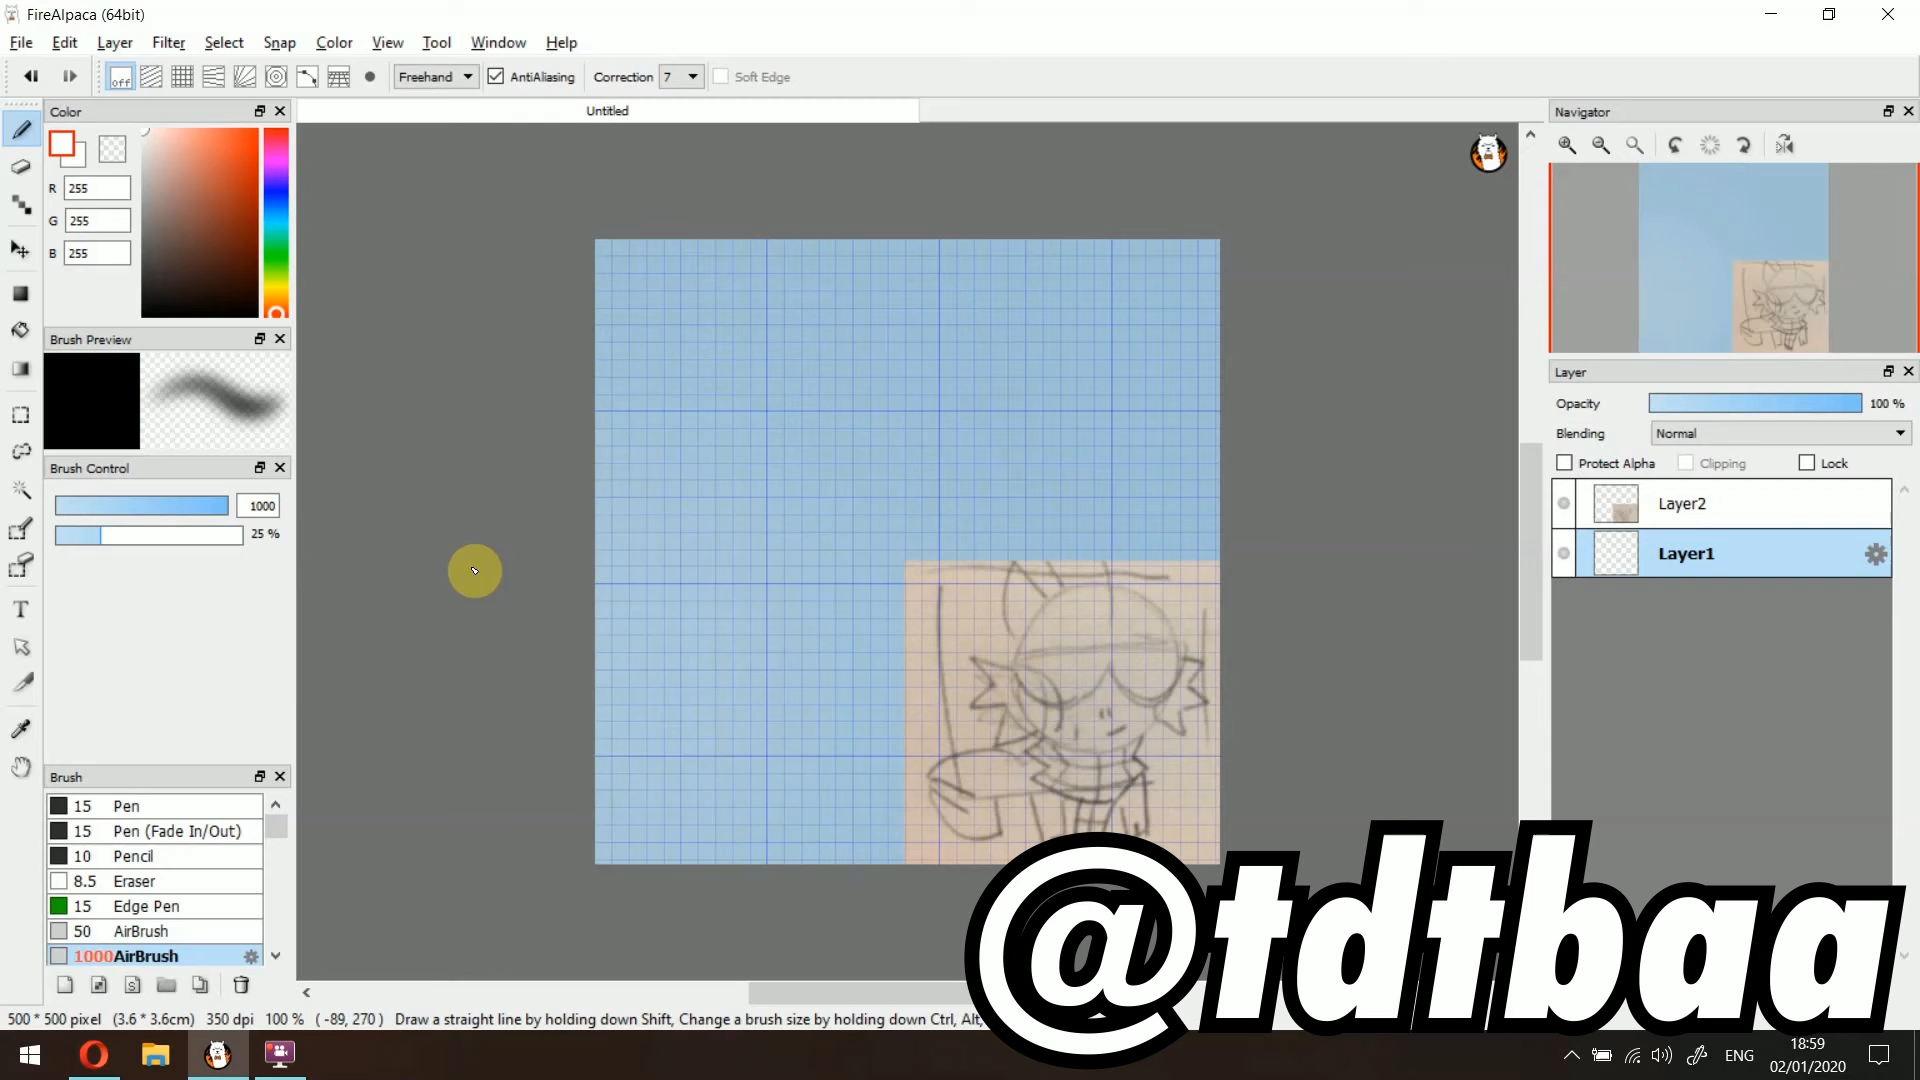 FireAlpaca (64bit)
File Edit Layer Filter Select Snap Color View Tool Window Help
off Freehand AntiAliasing Correction 7 Soft Edge
Color
Untitled
Navigator
R 255
G 255
B 255
Brush Preview
Layer
Opacity 100 %
Blending Normal
Protect Alpha Clipping Lock
Brush Control
1000
25 %
Layer2
Layer1
T
Brush
15 Pen
15 Pen (Fade In/Out)
10 Pencil
8.5 Eraser
15 Edge Pen
50 AirBrush
1000 AirBrush
S
@tdtbaa
500 * 500 pixel (3.6 * 3.6cm) 350 dpi 100 % ( -89, 270 ) Draw a straight line by holding down Shift, Change a brush size by holding down Ctrl, Alt,
ENG
18:59
02/01/2020